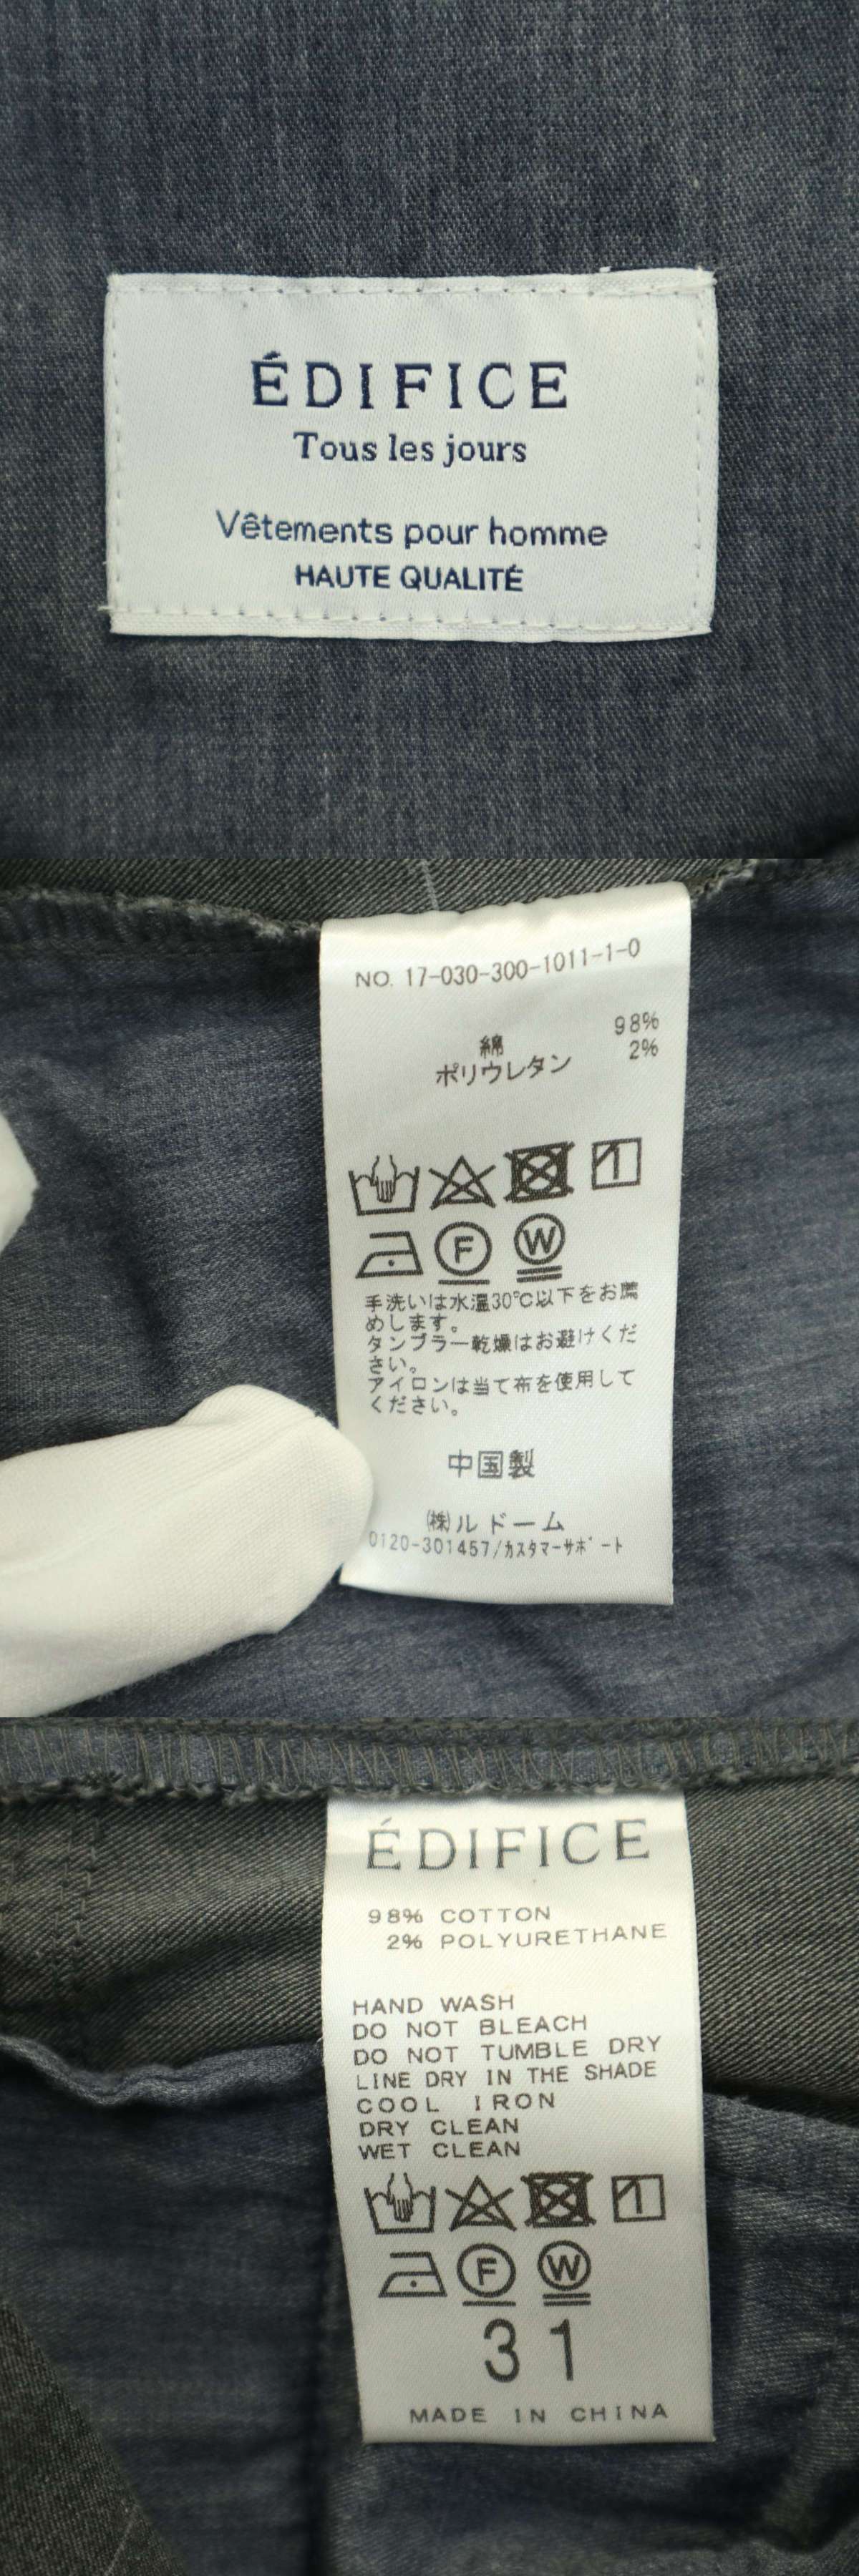 ÉDIFICE
Tous les jours
Vêtements pour homme
HAUTE QUALITÉ
NO. 17-030-300-1011-1-0
綿 98%
ポリウレタン 2%
F W
手洗いは水温30℃以下をお薦
めします。
タンブラー乾燥はお避けくだ
さい。
アイロンは当て布を使用して
ください。
中国製
㈱ルドーム
0120-301457/ｶｽﾀﾏｰｻﾎﾟｰﾄ
ÉDIFICE
98% COTTON
2% POLYURETHANE
HAND WASH
DO NOT BLEACH
DO NOT TUMBLE DRY
LINE DRY IN THE SHADE
COOL IRON
DRY CLEAN
WET CLEAN
F W
31
MADE IN CHINA